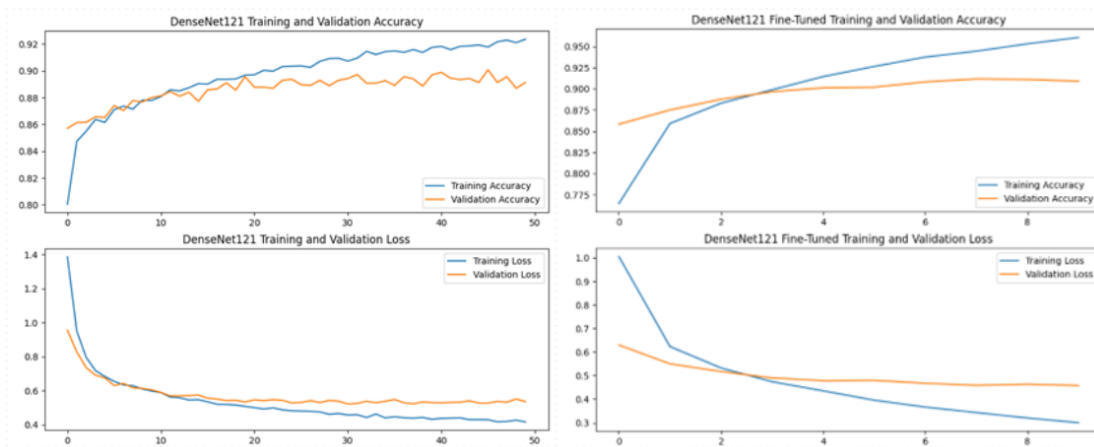 DenseNet121 Training and Validation Accuracy
0.92
0.90
0.88
0.86
0.84
0.82
0.80
Training Accuracy
Validation Accuracy
0 10 20 30 40 50
DenseNet121 Fine-Tuned Training and Validation Accuracy
0.950
0.925
0.900
0.875
0.850
0.825
0.800
0.775
Training Accuracy
Validation Accuracy
0 2 4 6 8
DenseNet121 Training and Validation Loss
1.4
1.2
1.0
0.8
0.6
0.4
Training Loss
Validation Loss
0 10 20 30 40 50
DenseNet121 Fine-Tuned Training and Validation Loss
1.0
0.9
0.8
0.7
0.6
0.5
0.4
0.3
Training Loss
Validation Loss
0 2 4 6 8